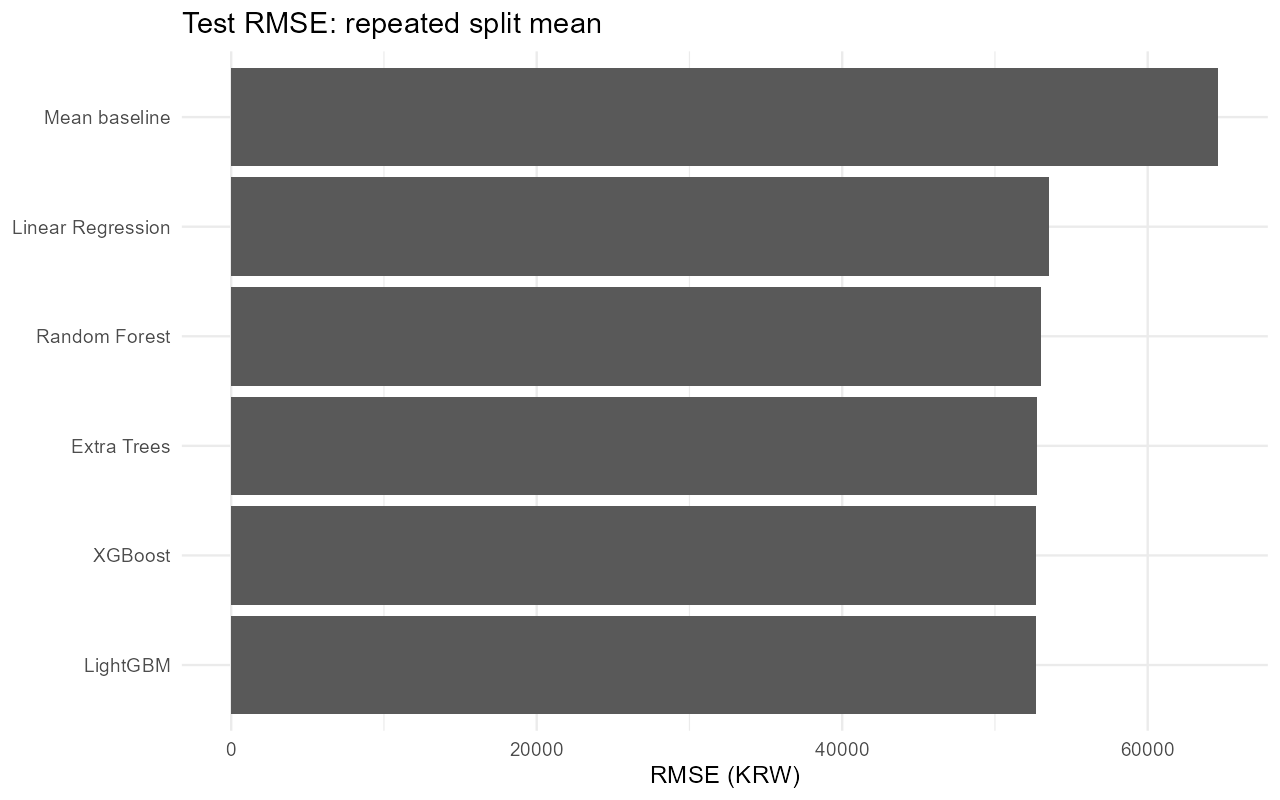 Test RMSE: repeated split mean
Mean baseline
Linear Regression
Random Forest
Extra Trees
XGBoost
LightGBM
0 20000 40000 60000
RMSE (KRW)